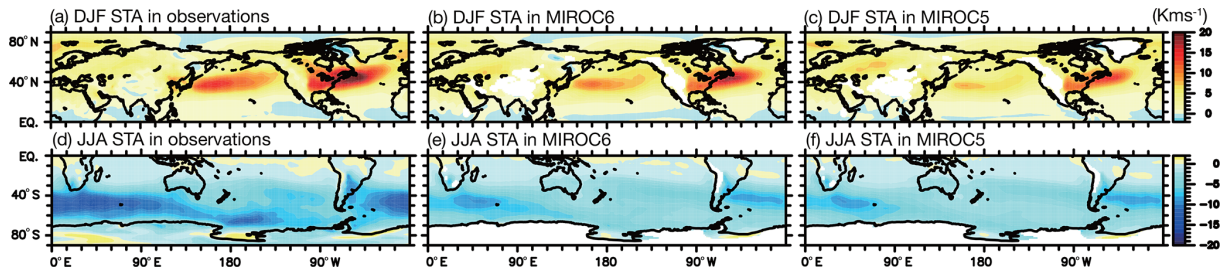 (a) DJF STA in observations (b) DJF STA in MIROC6 (c) DJF STA in MIROC5 (Kms⁻¹)
80°N
40°N
EQ.
20
15
10
5
0
(d) JJA STA in observations (e) JJA STA in MIROC6 (f) JJA STA in MIROC5
EQ.
40°S
80°S
0
-5
-10
-15
-20
0°E 90°E 180 90°W 0°E 90°E 180 90°W 0°E 90°E 180 90°W